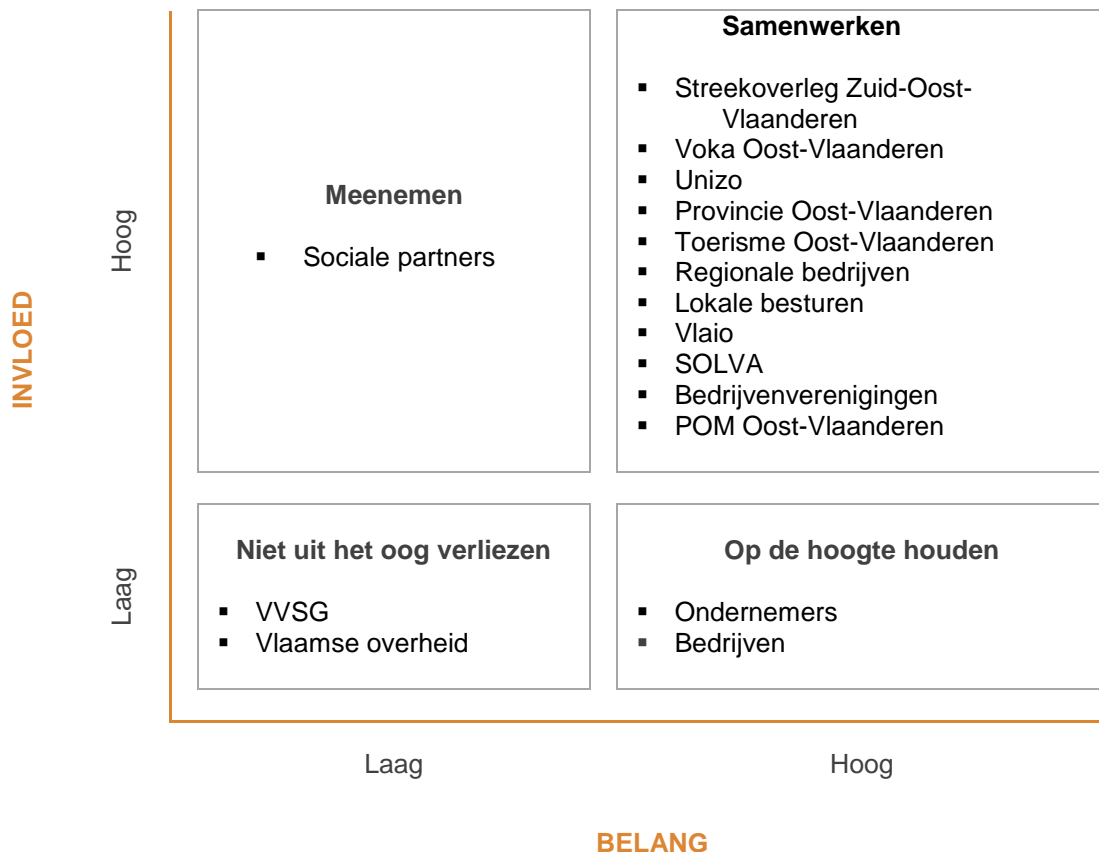 INVLOED
Hoog
Meenemen
▪ Sociale partners
Samenwerken
▪ Streekoverleg Zuid-Oost-
Vlaanderen
▪ Voka Oost-Vlaanderen
▪ Unizo
▪ Provincie Oost-Vlaanderen
▪ Toerisme Oost-Vlaanderen
▪ Regionale bedrijven
▪ Lokale besturen
▪ Vlaio
▪ SOLVA
▪ Bedrijvenverenigingen
▪ POM Oost-Vlaanderen
Laag
Niet uit het oog verliezen
▪ VVSG
▪ Vlaamse overheid
Op de hoogte houden
▪ Ondernemers
▪ Bedrijven
Laag
Hoog
BELANG